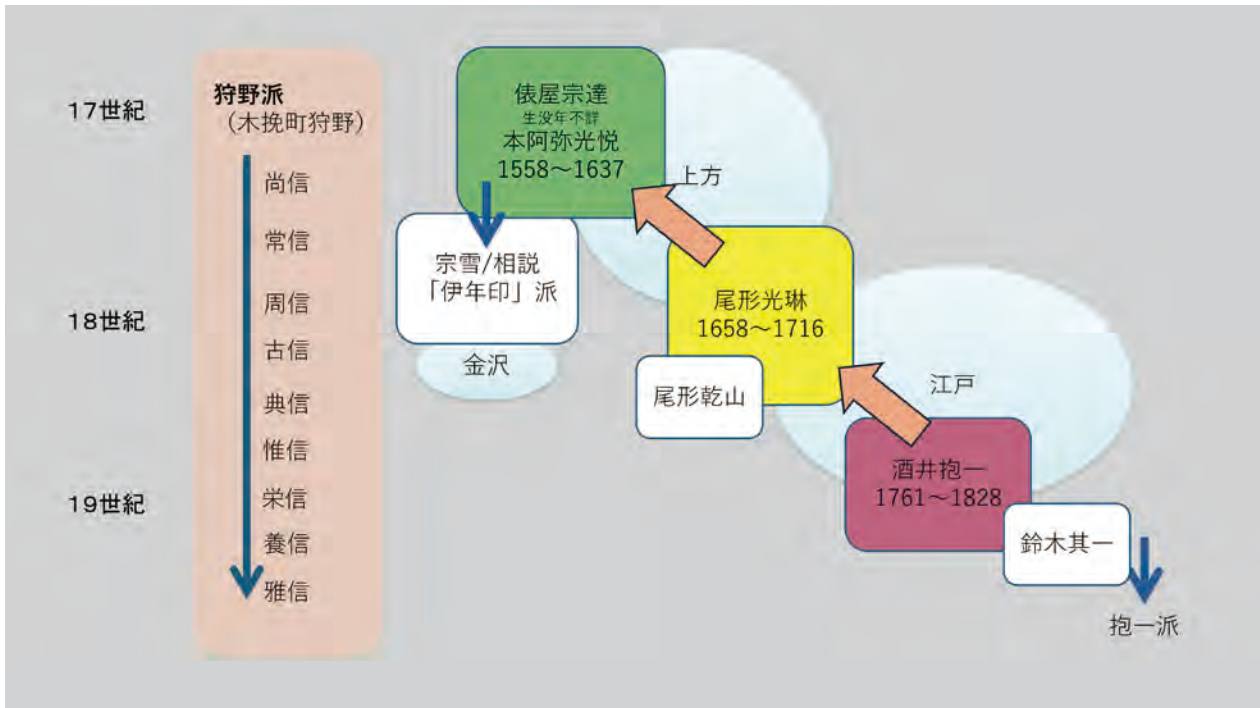 17世紀
18世紀
19世紀
狩野派
（木挽町狩野）
尚信
常信
周信
古信
典信
惟信
栄信
養信
雅信
俵屋宗達
生没年不詳
本阿弥光悦
1558～1637
上方
宗雪/相説
「伊年印」派
金沢
尾形光琳
1658～1716
尾形乾山
江戸
酒井抱一
1761～1828
鈴木其一
抱一派